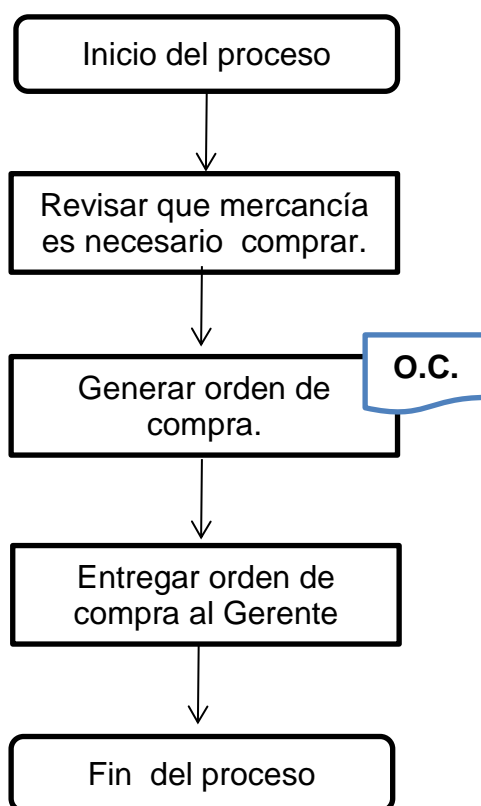 Inicio del proceso
Revisar que mercancía
es necesario comprar.
O.C.
Generar orden de
compra.
Entregar orden de
compra al Gerente
Fin del proceso